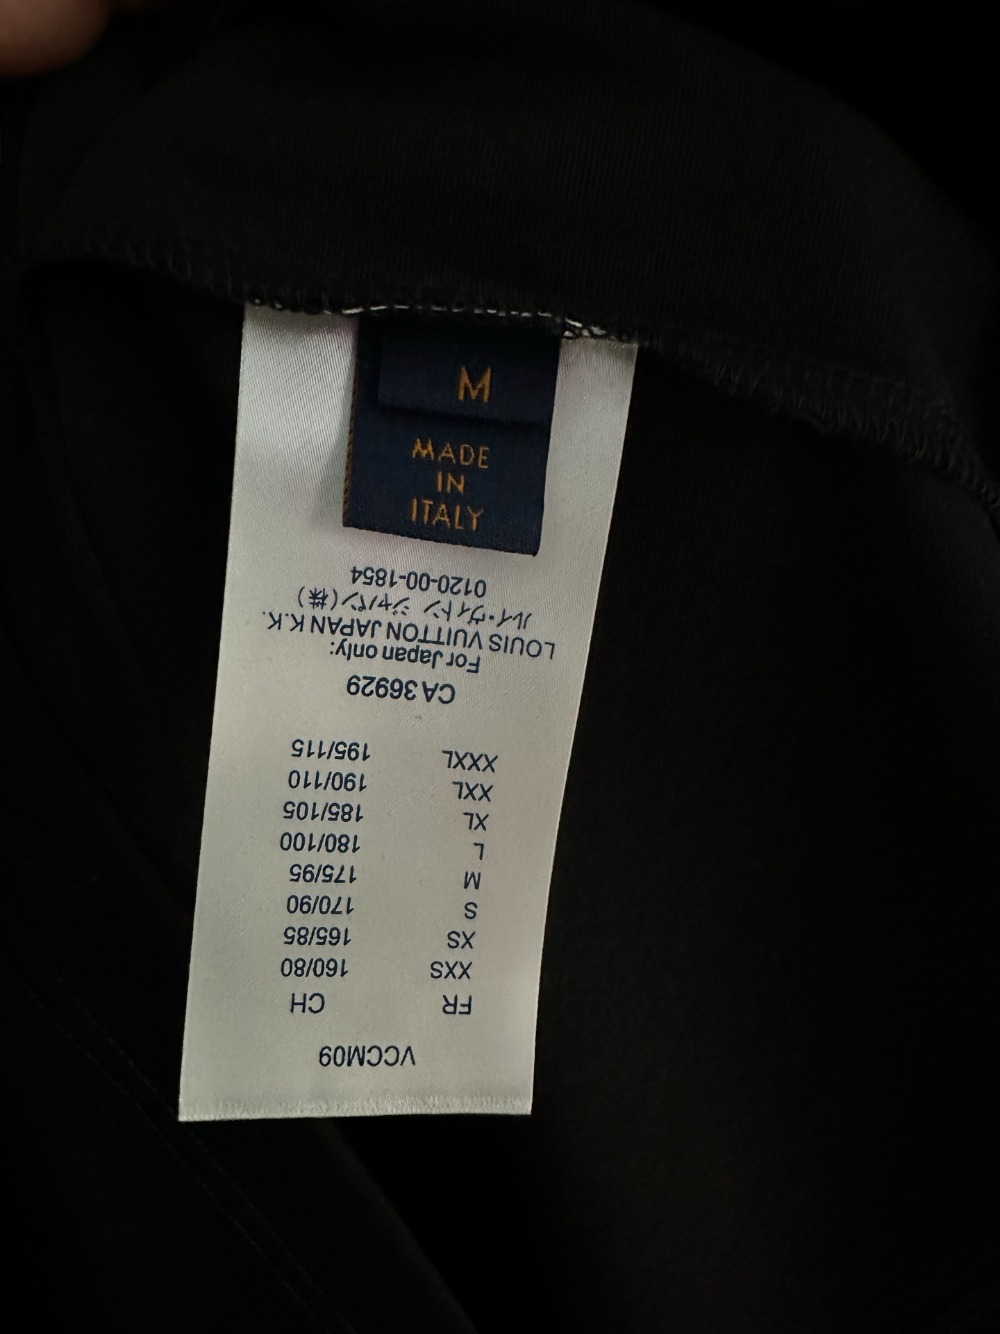 M
MADE
IN
ITALY
VCCM09
FR CH
XXS 160/80
XS 165/85
S 170/90
M 175/95
L 180/100
XL 185/105
XXL 190/110
XXXL 195/115
CA 36929
For Japan only:
LOUIS VUITTON JAPAN K.K.
ルイ・ヴィトン ジャパン(株)
0120-00-1854